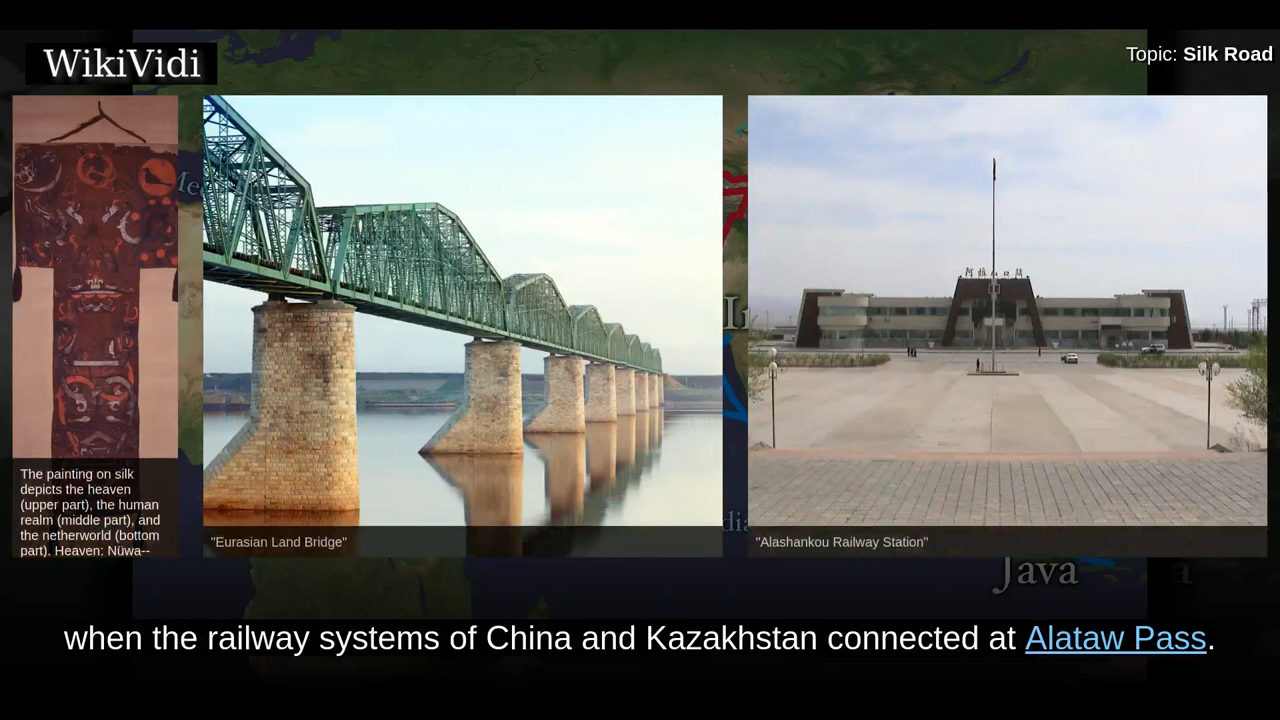 WikiVidi
Topic: Silk Road
The painting on silk
depicts the heaven
(upper part), the human
realm (middle part), and
the netherworld (bottom
part). Heaven: Nüwa--
"Eurasian Land Bridge"
"Alashankou Railway Station"
Java
when the railway systems of China and Kazakhstan connected at Alataw Pass.